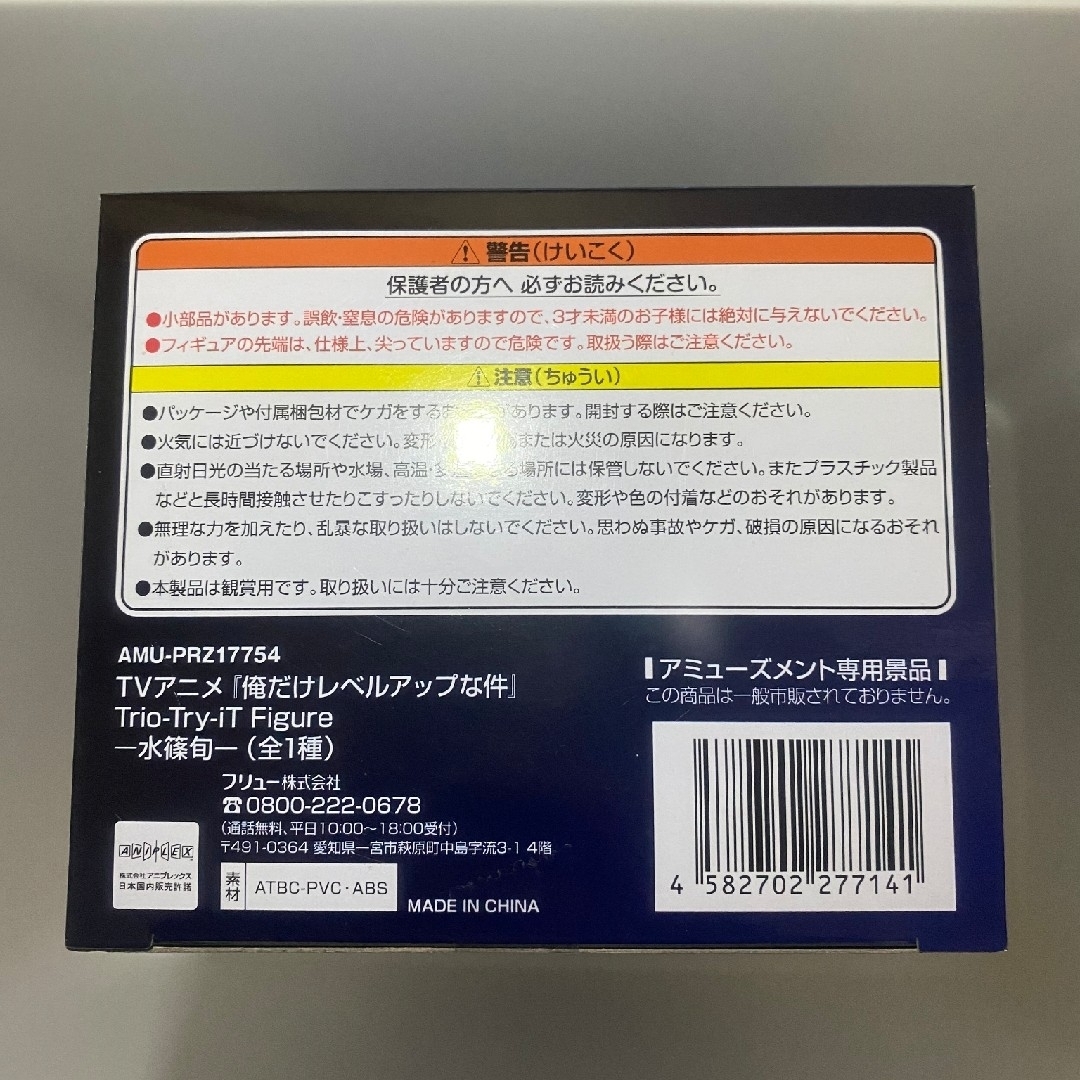 ⚠警告(けいこく)
保護者の方へ 必ずお読みください。
●小部品があります。誤飲・窒息の危険がありますので、3才未満のお子様には絶対に与えないでください。
●フィギュアの先端は、仕様上、尖っていますので危険です。取扱う際はご注意ください。
⚠注意(ちゅうい)
●パッケージや付属梱包材でケガをする があります。開封する際はご注意ください。
●火気には近づけないでください。変形 または火災の原因になります。
●直射日光の当たる場所や水場、高温・ 場所には保管しないでください。またプラスチック製品
などと長時間接触させたりこすったりしないでください。変形や色の付着などのおそれがあります。
●無理な力を加えたり、乱暴な取り扱いはしないでください。思わぬ事故やケガ、破損の原因になるおそれ
があります。
●本製品は観賞用です。取り扱いには十分ご注意ください。
AMU-PRZ17754
TVアニメ『俺だけレベルアップな件』
Trio-Try-iT Figure
―水篠旬―(全1種)
フリュー株式会社
☎0800-222-0678
(通話無料、平日10:00～18:00受付)
〒491-0364 愛知県一宮市萩原町中島字流3-1 4階
ANIPLEX
株式会社アニプレックス
日本国内販売許諾
素材
ATBC-PVC・ABS
MADE IN CHINA
アミューズメント専用景品
この商品は一般市販されておりません。
4 582702 277141